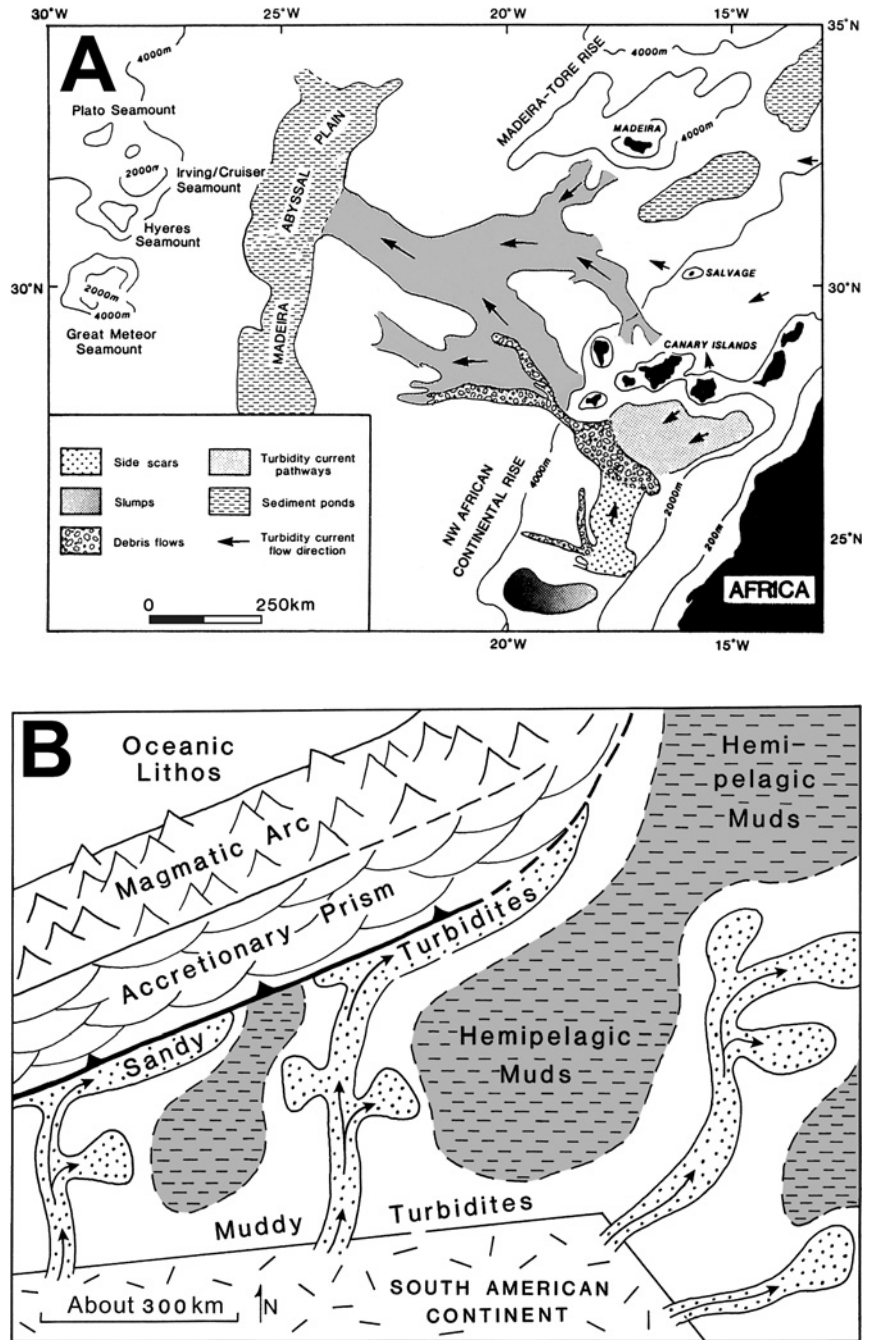 30°W
25°W
20°W
15°W
35°N
A
4000m
Plato Seamount
2000m
Irving/Cruiser
Seamount
Hyeres
Seamount
30°N
2000m
4000m
Great Meteor
Seamount
MADEIRA
ABYSSAL
PLAIN
MADEIRA-TORE RISE
4000m
MADEIRA
4000m
SALVAGE
30°N
CANARY ISLANDS
NW AFRICAN
CONTINENTAL RISE
4000m
2000m
200m
25°N
AFRICA
Side scars
Turbidity current
pathways
Slumps
Sediment ponds
Debris flows
Turbidity current
flow direction
0
250km
20°W
15°W
B
Oceanic
Lithos
Magmatic Arc
Accretionary Prism
Sandy
Turbidites
Hemi-
pelagic
Muds
Hemipelagic
Muds
Muddy
Turbidites
SOUTH AMERICAN
CONTINENT
About 300 km
N